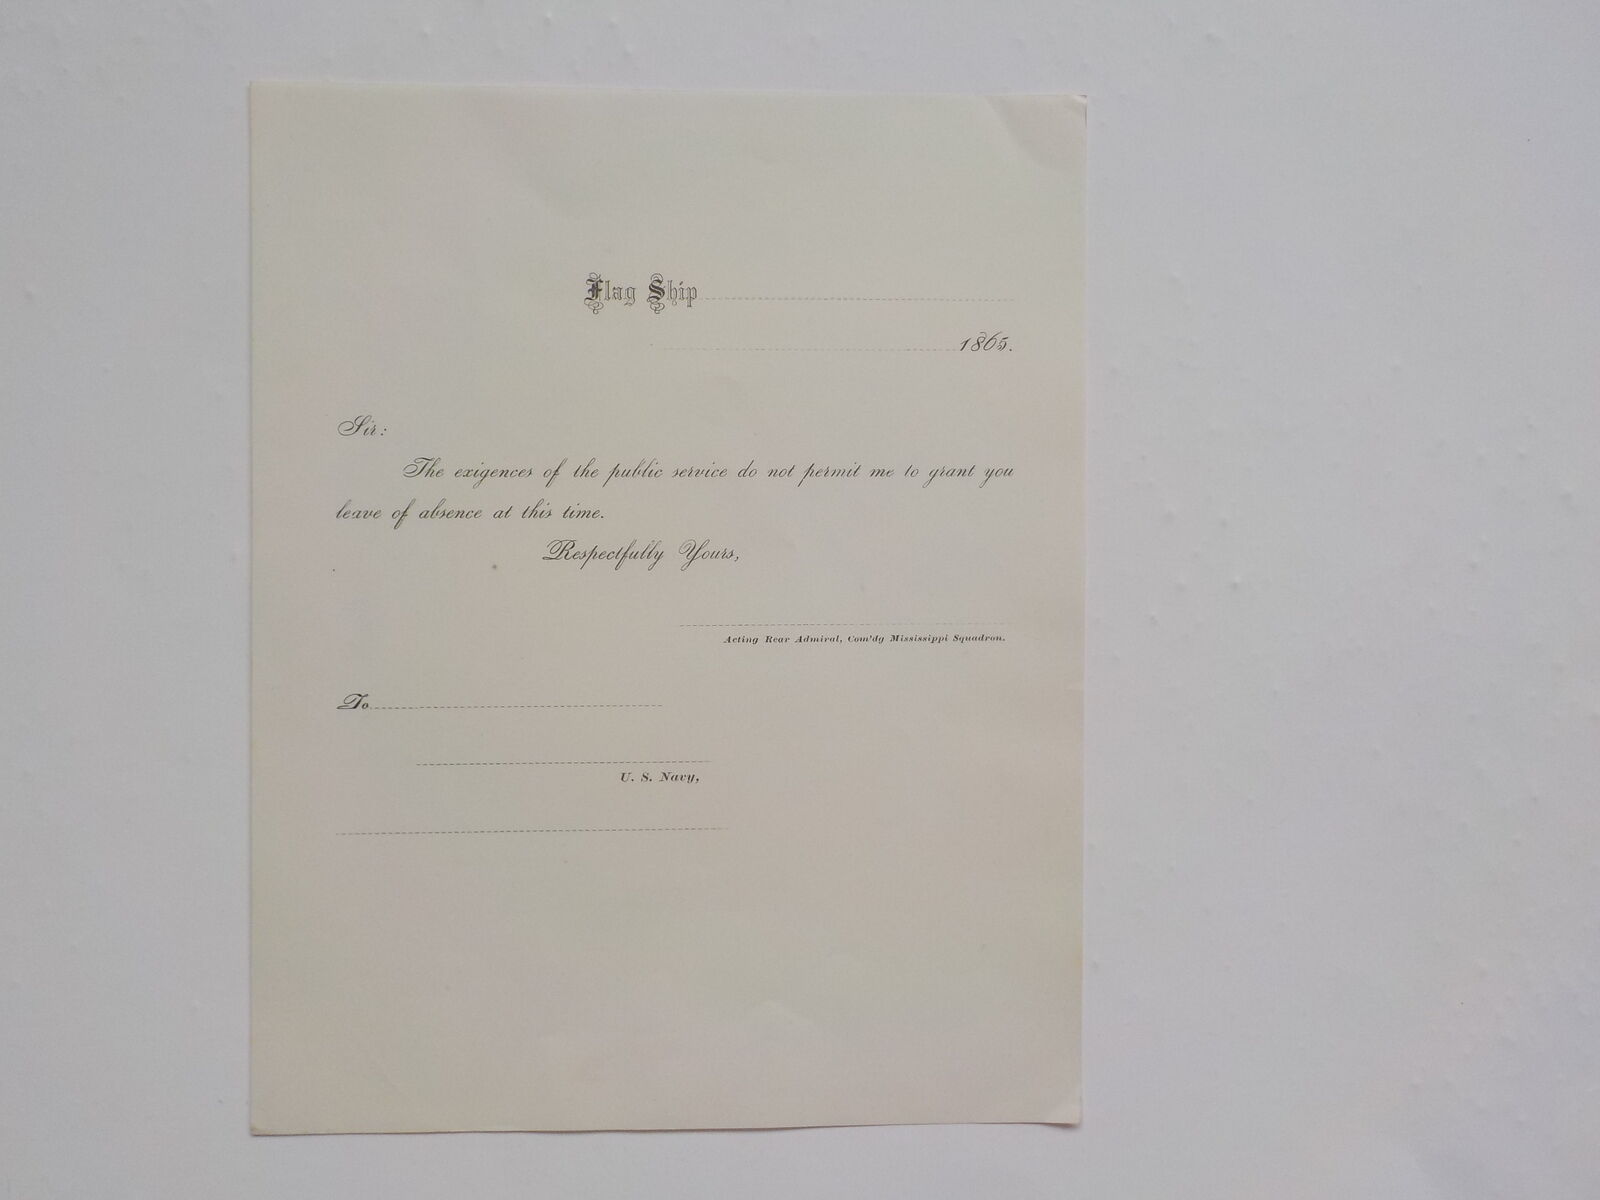 Flag Ship
1865.
Sir:
The exigences of the public service do not permit me to grant you
leave of absence at this time.
Respectfully Yours,
Acting Rear Admiral, Com'dg Mississippi Squadron.
To
U. S. Navy,